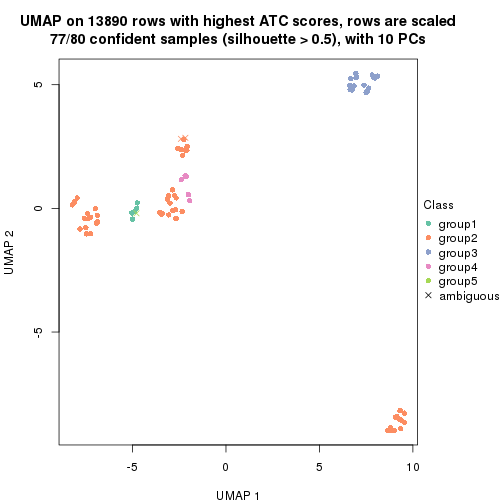 UMAP on 13890 rows with highest ATC scores, rows are scaled
77/80 confident samples (silhouette > 0.5), with 10 PCs
5
0
-5
UMAP 2
-5
0
5
10
UMAP 1
Class
group1
group2
group3
group4
group5
ambiguous